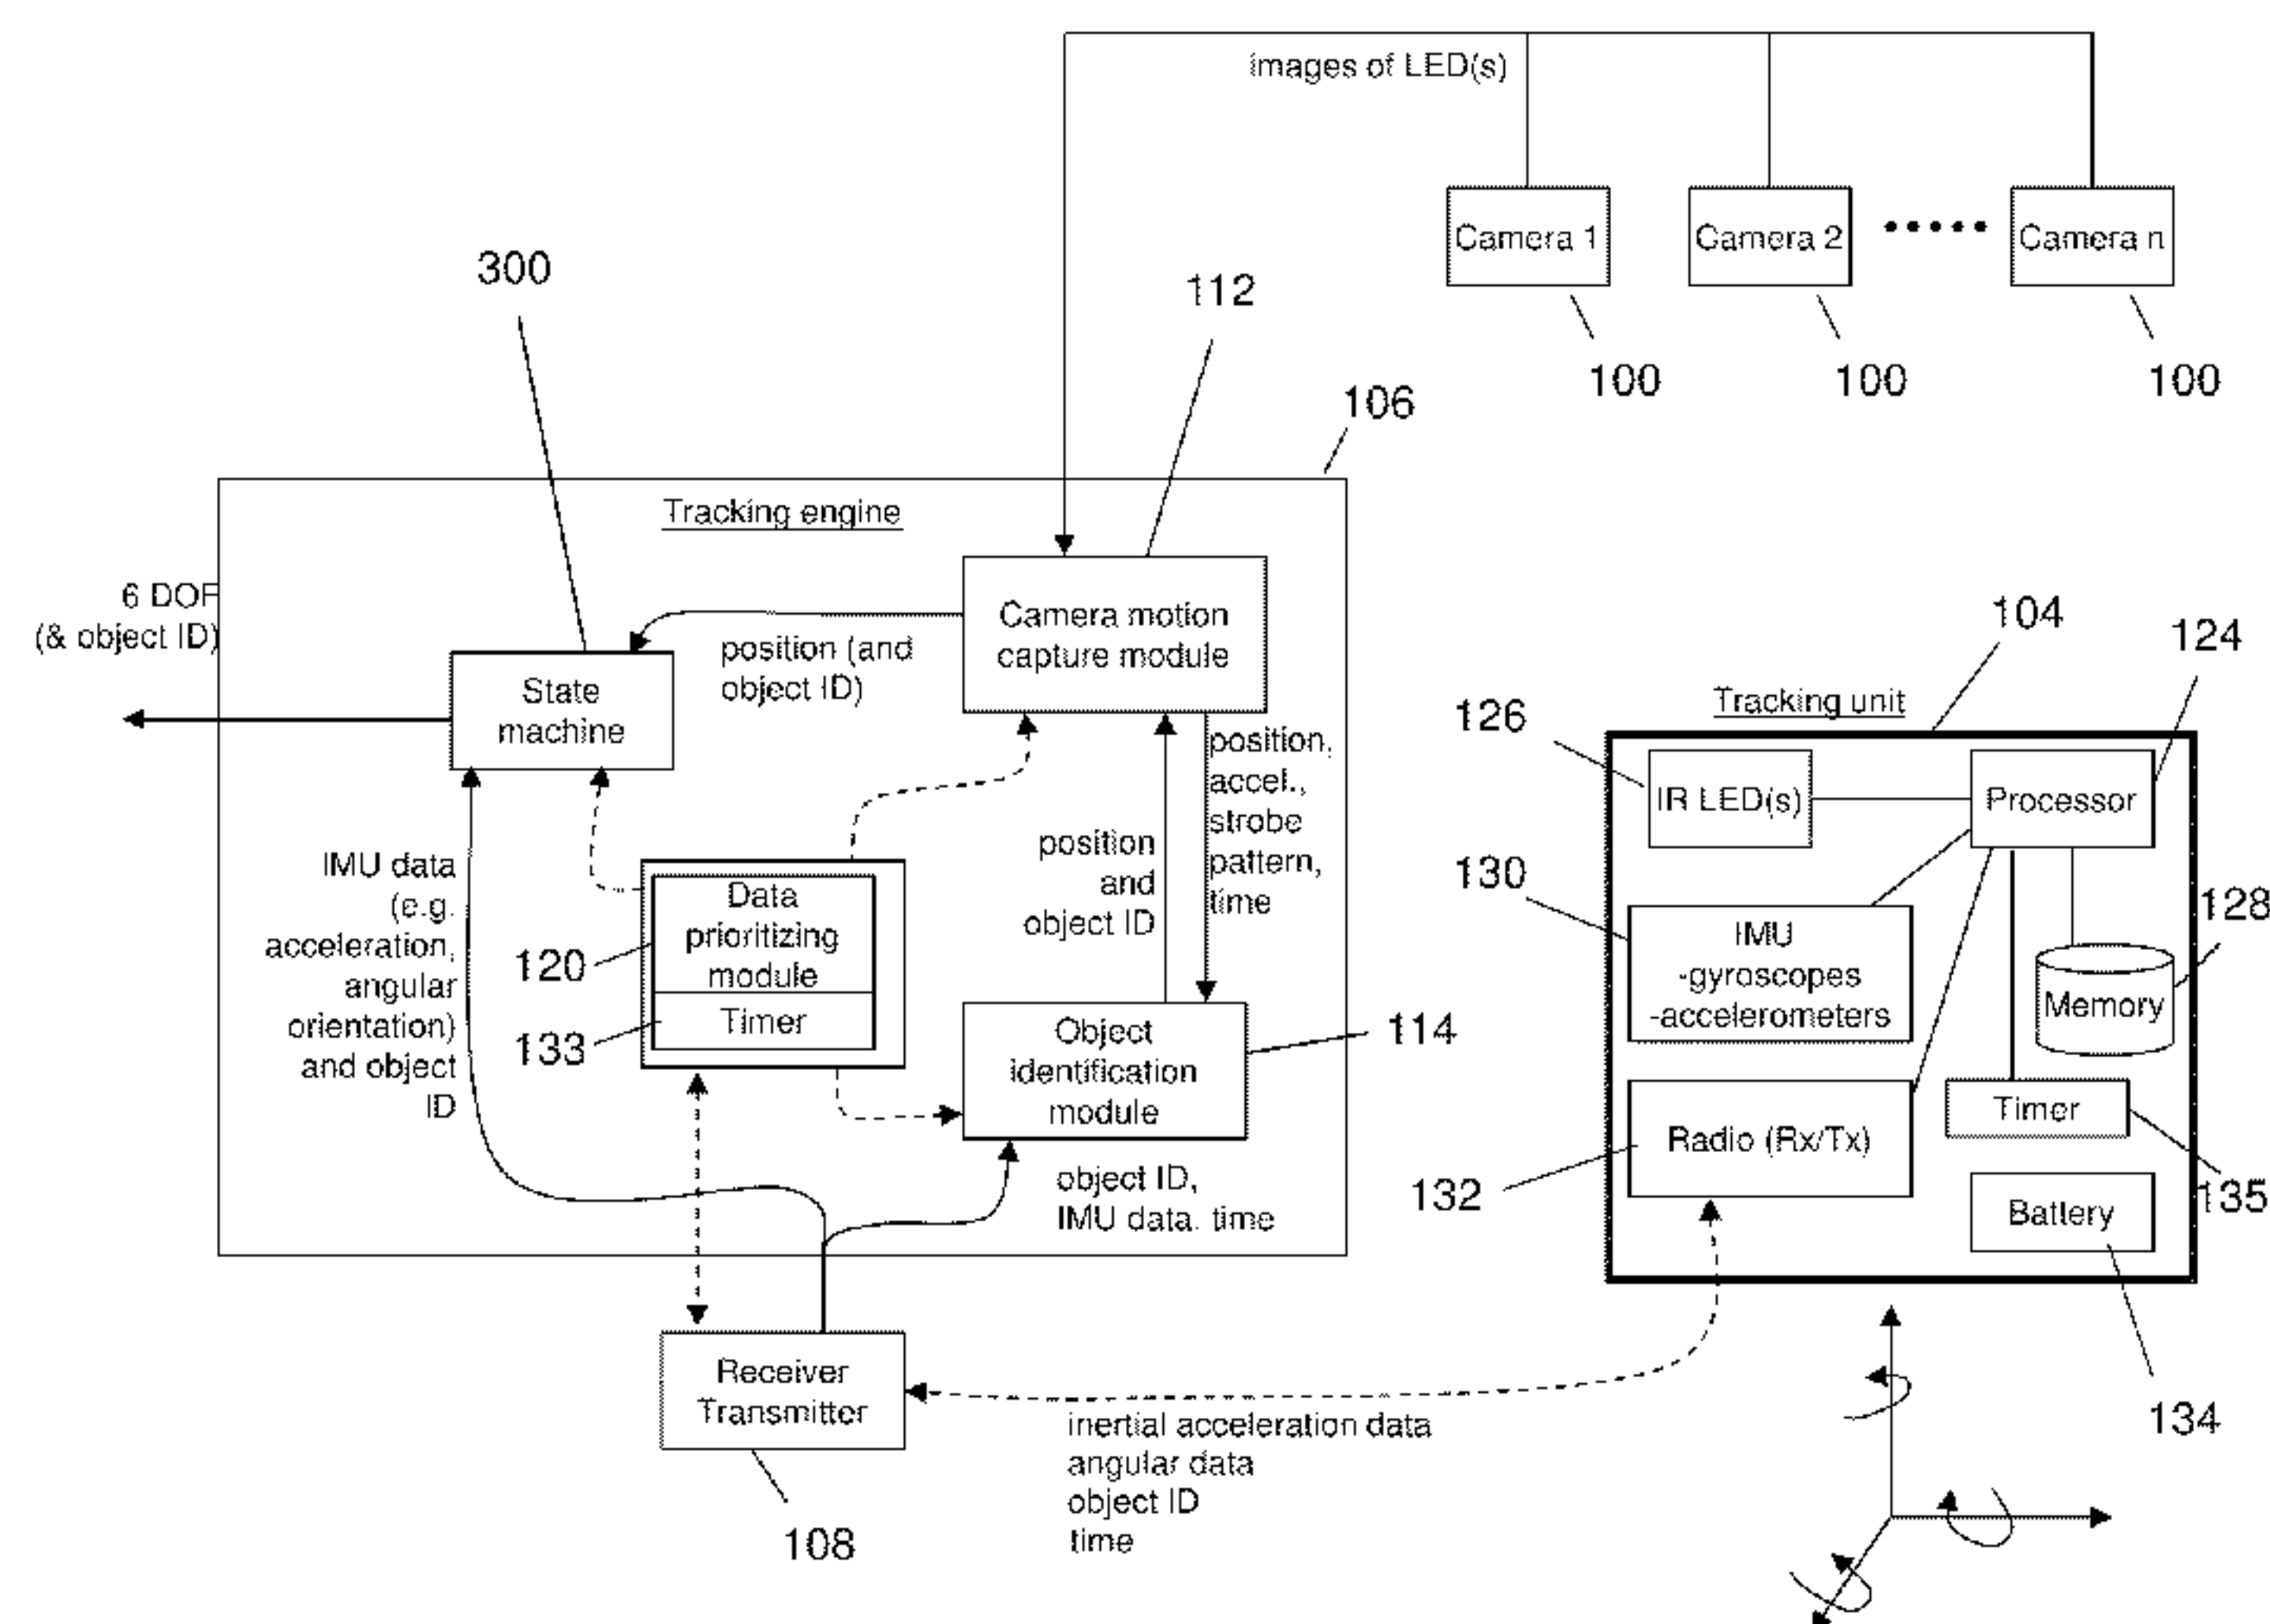 images of LED(s)
Camera 1
Camera 2
Camera n
100
100
100
300
112
106
Tracking engine
6 DOF
(& object ID)
State
machine
position (and
object ID)
Camera motion
capture module
position,
accel.,
strobe
pattern,
time
position
and
object ID
IMU data
(e.g.
acceleration,
angular
orientation)
and object
ID
Data
prioritizing
module
Timer
120
133
Object
identification
module
114
object ID,
IMU data, time
Receiver
Transmitter
108
inertial acceleration data
angular data
object ID
time
104
124
Tracking unit
126
IR LED(s)
Processor
130
IMU
-gyroscopes
-accelerometers
128
Memory
Radio (Rx/Tx)
132
Timer
135
Battery
134